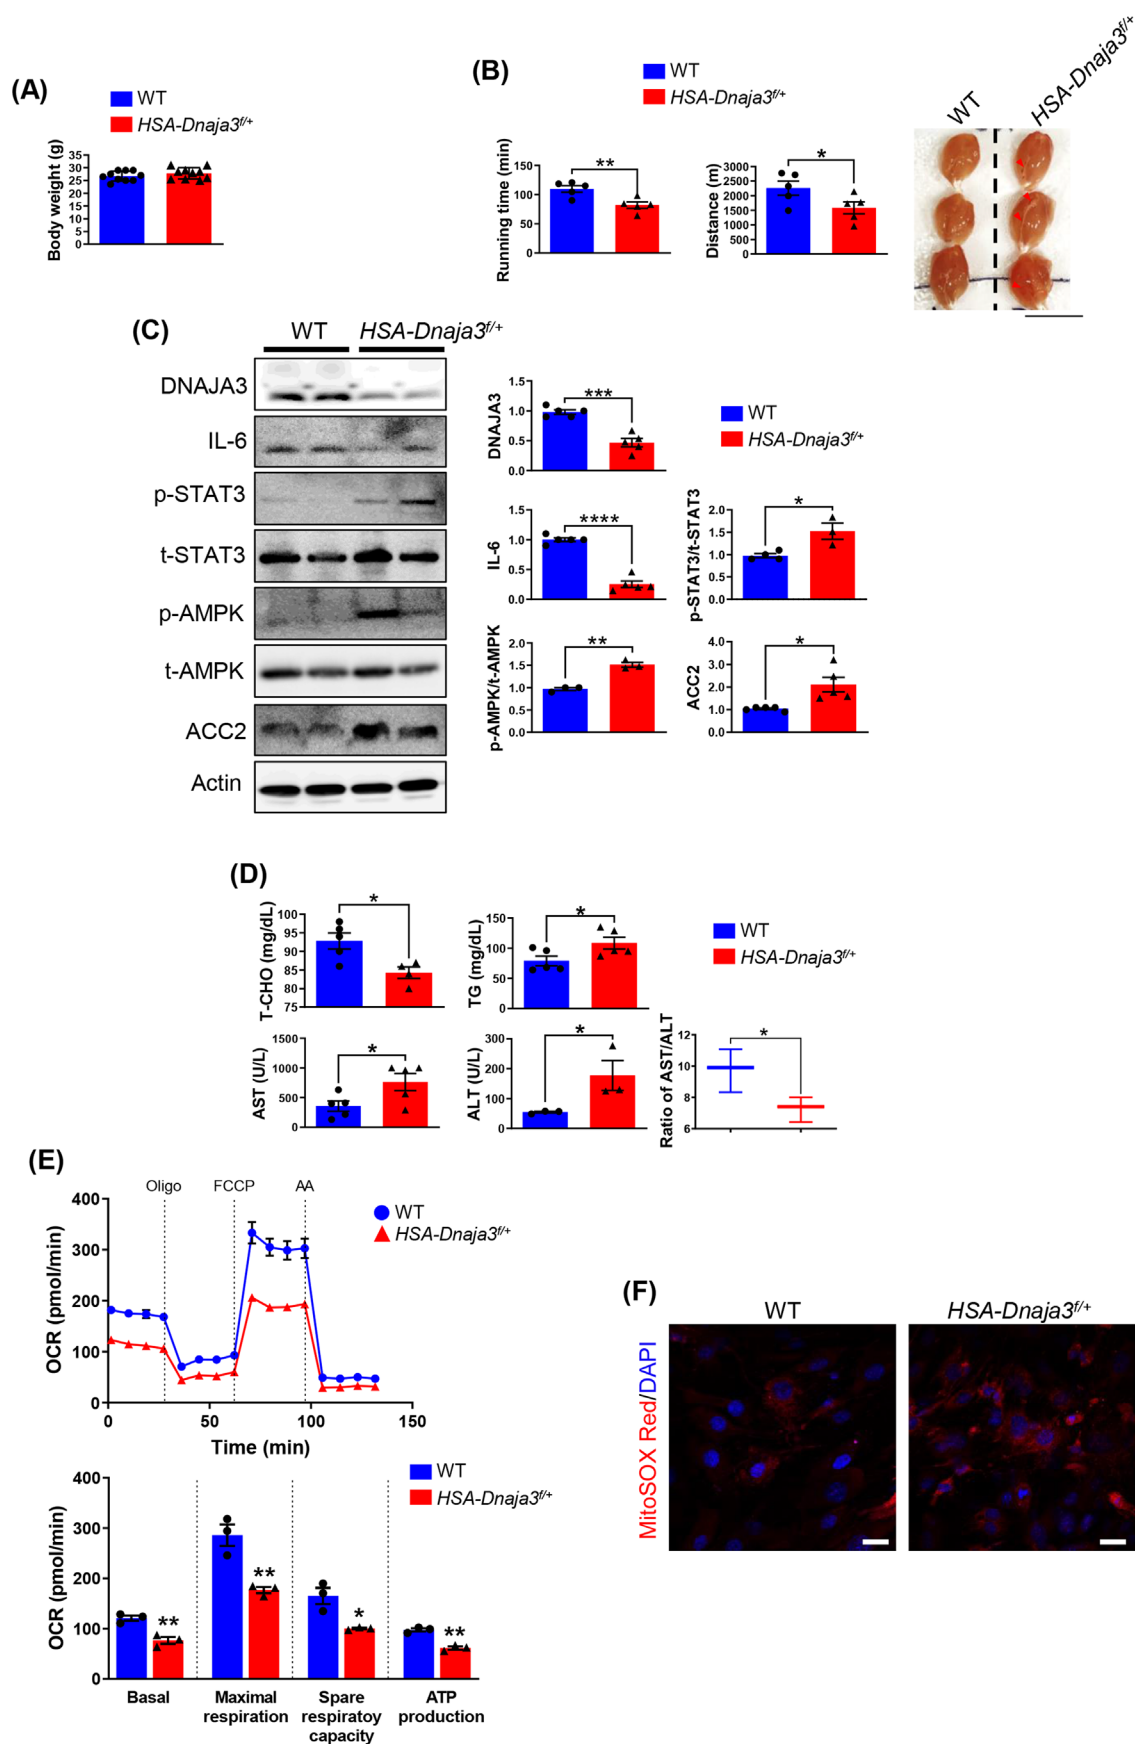 (A)
WT
HSA-Dnaja3f/+
Body weight (g)
35
30
25
20
15
10
5
0
(B)
WT
HSA-Dnaja3f/+
Running time (min)
150
100
50
0
**
Distance (m)
3000
2500
2000
1500
1000
500
0
*
WT
HSA-Dnaja3f/+
(C)
WT
HSA-Dnaja3f/+
DNAJA3
IL-6
p-STAT3
t-STAT3
p-AMPK
t-AMPK
ACC2
Actin
DNAJA3
1.5
1.0
0.5
0.0
***
WT
HSA-Dnaja3f/+
IL-6
1.5
1.0
0.5
0.0
****
p-STAT3/t-STAT3
2.0
1.5
1.0
0.5
0.0
*
p-AMPK/t-AMPK
2.0
1.5
1.0
0.5
0.0
**
ACC2
4.0
3.0
2.0
1.0
0.0
*
(D)
T-CHO (mg/dL)
100
95
90
85
80
75
*
TG (mg/dL)
150
100
50
0
*
WT
HSA-Dnaja3f/+
AST (U/L)
1500
1000
500
0
*
ALT (U/L)
300
200
100
0
*
Ratio of AST/ALT
12
10
8
6
*
(E)
Oligo FCCP AA
WT
HSA-Dnaja3f/+
OCR (pmol/min)
400
300
200
100
0
0 50 100 150
Time (min)
WT
HSA-Dnaja3f/+
OCR (pmol/min)
400
300
200
100
0
** ** * **
Basal Maximal Spare ATP
respiration respiratoy production
capacity
(F)
WT HSA-Dnaja3f/+
MitoSOX Red/DAPI